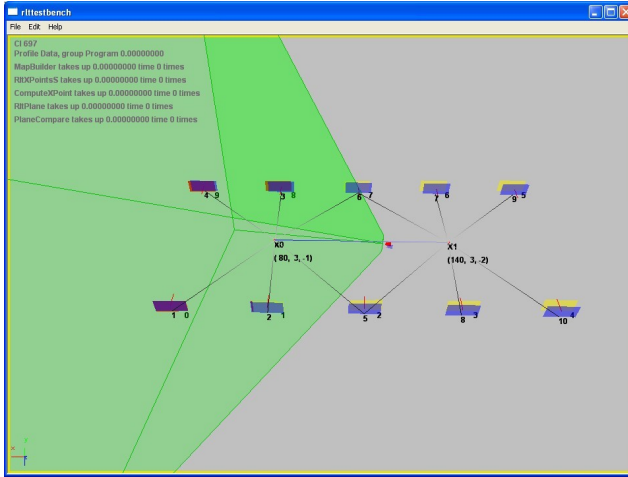 rlttestbench
File Edit Help
CI 697
Profile Data, group Program 0.00000000
MapBuilder takes up 0.00000000 time 0 times
RltXPointsS takes up 0.00000000 time 0 times
ComputeXPoint takes up 0.00000000 time 0 times
RltPlane takes up 0.00000000 time 0 times
PlaneCompare takes up 0.00000000 time 0 times
4 9 3 8 6 7 7 6 9 5
X0 X1
( 80, 3,-1) (140, 3,-2)
1 0 2 1 5 2 8 3 10 4